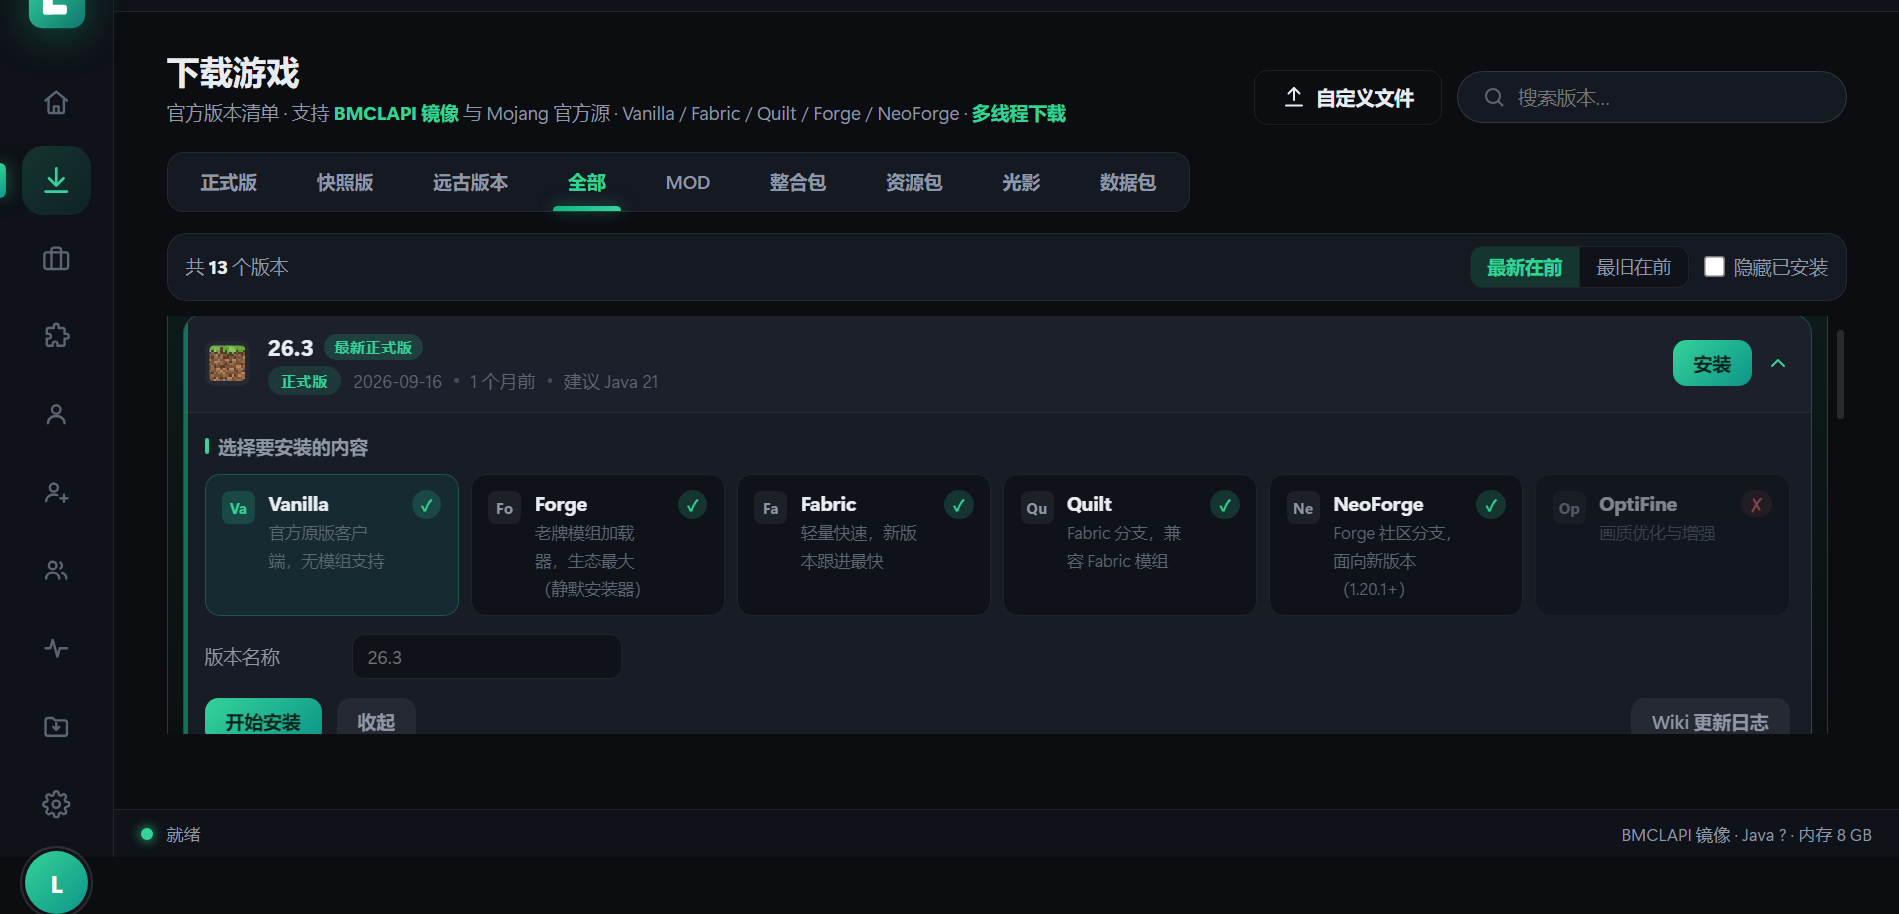 下载游戏
官方版本清单 · 支持 BMCLAPI 镜像 与 Mojang 官方源 · Vanilla / Fabric / Quilt / Forge / NeoForge · 多线程下载
自定义文件
搜索版本...
正式版 快照版 远古版本 全部 MOD 整合包 资源包 光影 数据包
共 13 个版本
最新在前 最旧在前 隐藏已安装
26.3 最新正式版
正式版 2026-09-16 • 1 个月前 • 建议 Java 21
安装
选择要安装的内容
Va Vanilla ✓
官方原版客户
端，无模组支持
Fo Forge ✓
老牌模组加载
器，生态最大
（静默安装器）
Fa Fabric ✓
轻量快速，新版
本跟进最快
Qu Quilt ✓
Fabric 分支，兼
容 Fabric 模组
Ne NeoForge ✓
Forge 社区分支，
面向新版本
（1.20.1+）
Op OptiFine ✗
画质优化与增强
版本名称 26.3
开始安装 收起 Wiki 更新日志
就绪
BMCLAPI 镜像 · Java ? · 内存 8 GB
L